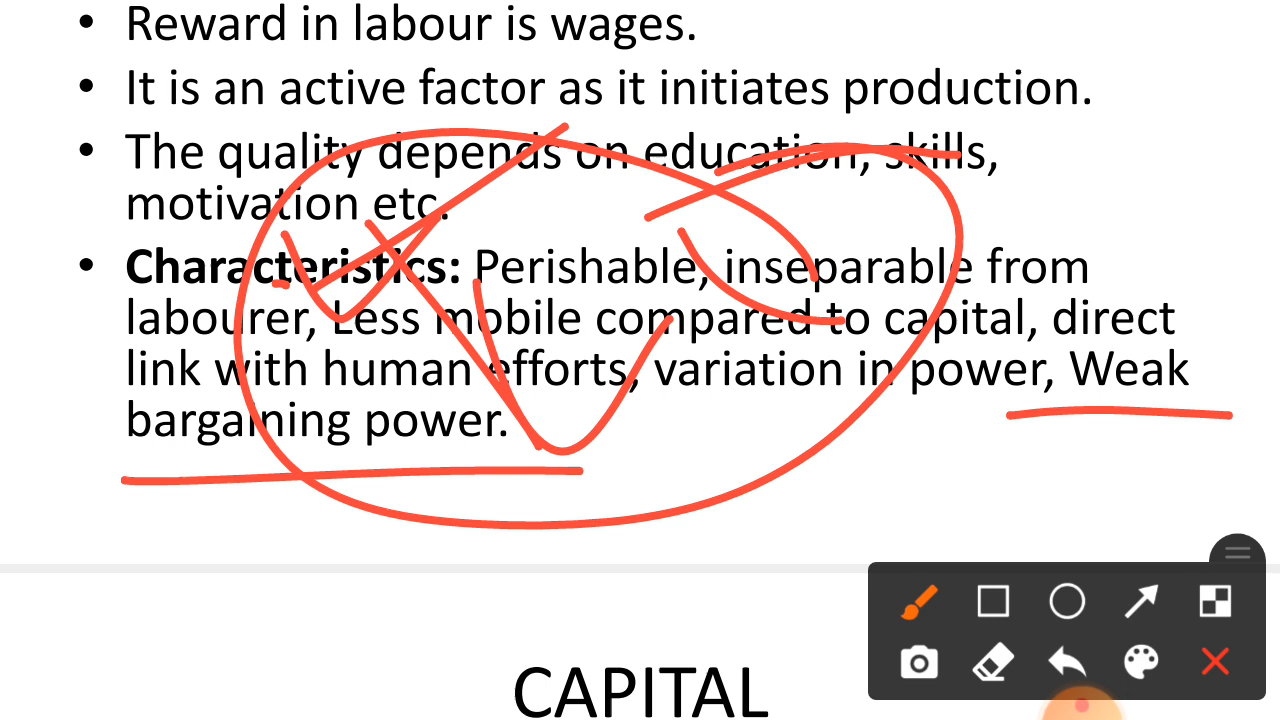 • Reward in labour is wages.
• It is an active factor as it initiates production.
• The quality depends on education, skills,
motivation etc.
• Characteristics: Perishable, inseparable from
labourer, Less mobile compared to capital, direct
link with human efforts, variation in power, Weak
bargaining power.
CAPITAL